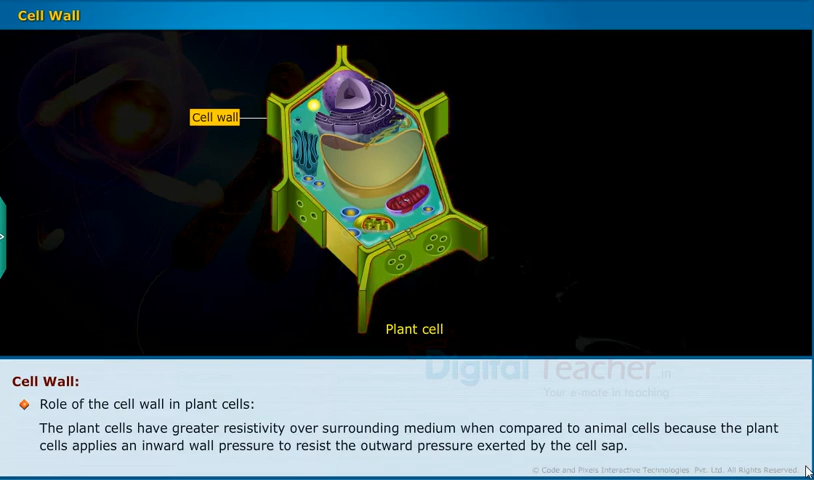 Cell Wall
Cell wall
Plant cell
Digital Teacher.in
Your e-mate in teaching
Cell Wall:
Role of the cell wall in plant cells:
The plant cells have greater resistivity over surrounding medium when compared to animal cells because the plant
cells applies an inward wall pressure to resist the outward pressure exerted by the cell sap.
© Code and Pixels Interactive Technologies  Pvt. Ltd. All Rights Reserved.